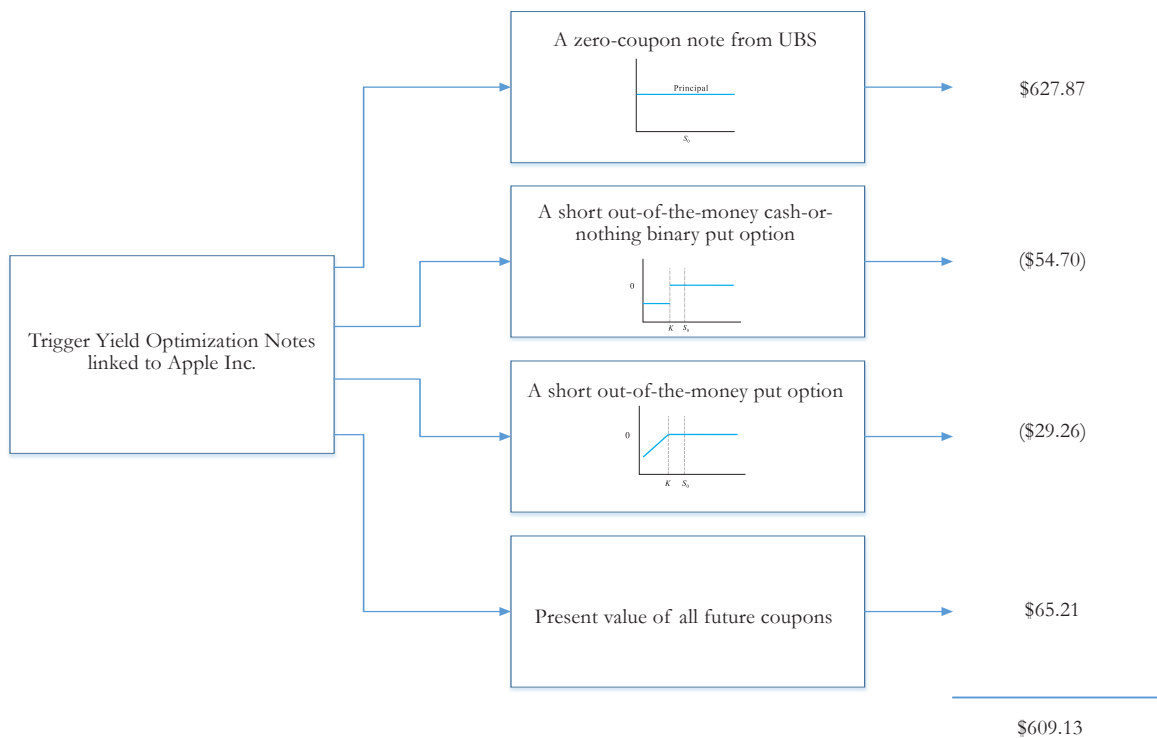 A zero-coupon note from UBS
Principal
S0
$627.87
A short out-of-the-money cash-or-
nothing binary put option
0
K S0
($54.70)
Trigger Yield Optimization Notes
linked to Apple Inc.
A short out-of-the-money put option
0
K S0
($29.26)
Present value of all future coupons
$65.21
$609.13